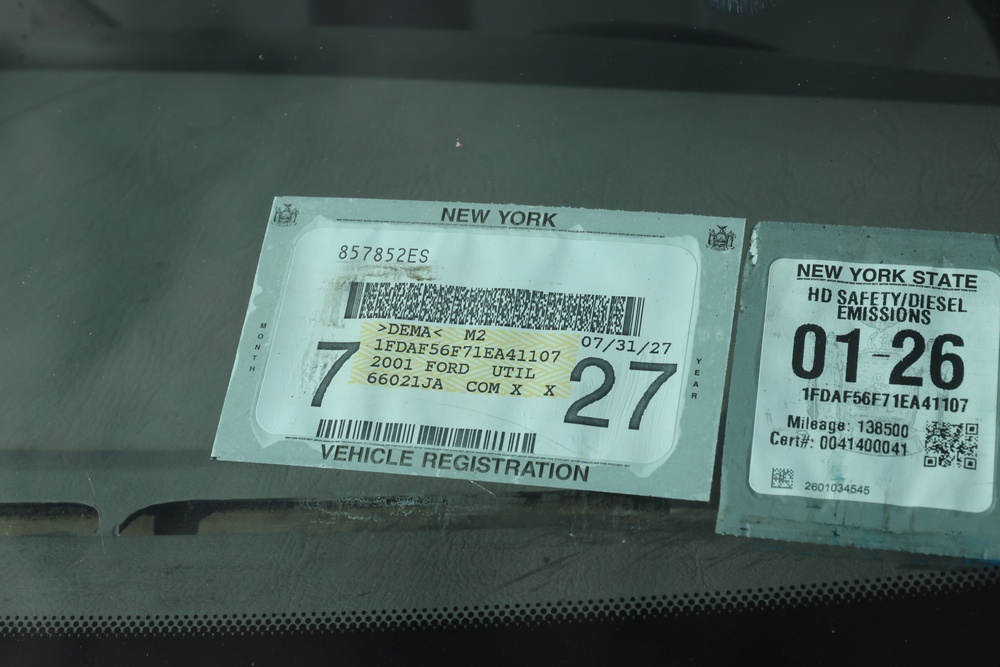 NEW YORK
857852ES
>DEMA< M2
07/31/27
1FDAF56F71EA41107
2001 FORD UTIL
66021JA COM X X
MONTH
7
27
YEAR
VEHICLE REGISTRATION
NEW YORK STATE
HD SAFETY/DIESEL
EMISSIONS
01-26
1FDAF56F71EA41107
Mileage: 138500
Cert#: 0041400041
2601034545